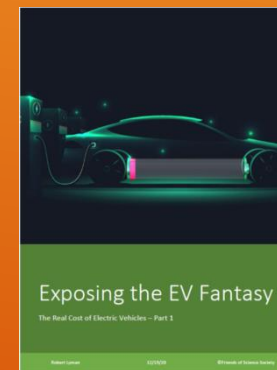 Exposing the EV Fantasy
The Real Cost of Electric Vehicles – Part 1
Robert Lyman
©Friends of Science Society